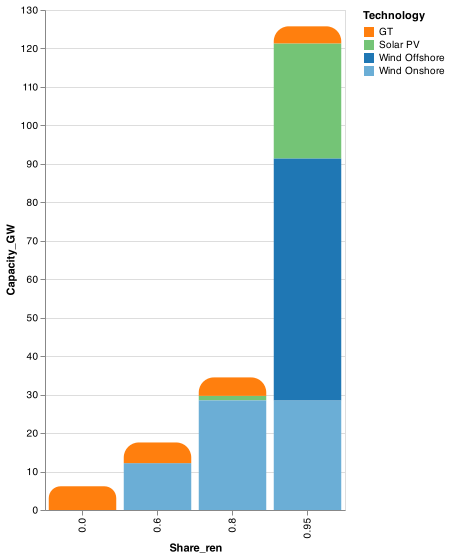 130
120
110
100
90
80
70
60
50
40
30
20
10
0
Capacity_GW
0.0
0.6
0.8
0.95
Share_ren
Technology
GT
Solar PV
Wind Offshore
Wind Onshore